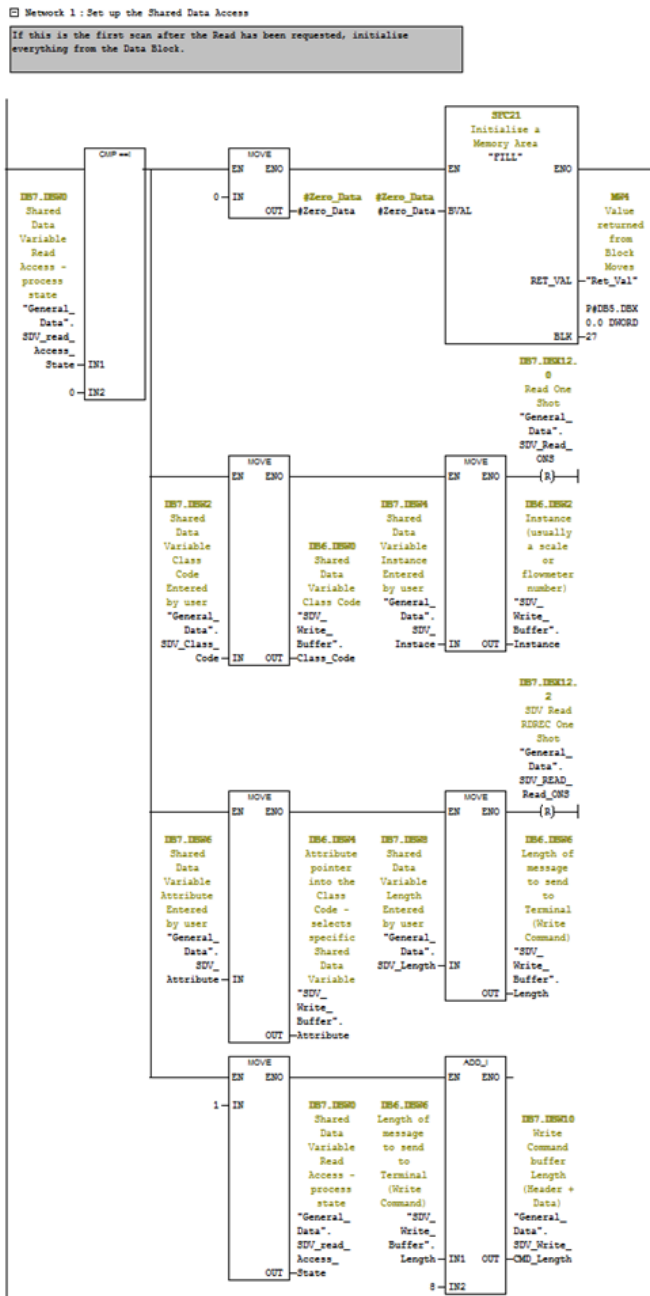 Network 1 : Set up the Shared Data Access
If this is the first scan after the Read has been requested, initialize
everything from the Data Block.
CMP ==I
DB7.DBW0
Shared
Data
Variable
Read
Access -
process
state
"General_
Data".
SDV_read_
Access_
State
IN1
0
IN2
MOVE
EN ENO
0
IN
OUT
#Zero_Data
#Zero_Data
SFC21
Initialize a
Memory Area
"FILL"
EN ENO
#Zero_Data
#Zero_Data
BVAL
RET_VAL
BLK
MW4
Value
returned
from
Block
Moves
"Ret_Val"
P#DB5.DBX
0.0 DWORD
27
MOVE
EN ENO
DB7.DBW2
Shared
Data
Variable
Class
Code
Entered
by user
"General_
Data".
SDV_Class_
Code
IN OUT
DB6.DBW0
Shared
Data
Variable
Class Code
"SDV_
Write_
Buffer".
Class_Code
MOVE
EN ENO
DB7.DBW4
Shared
Data
Variable
Instance
Entered
by user
"General_
Data".
SDV_
Instace
IN OUT
DB6.DBW2
Instance
(usually
a scale
or
flowmeter
number)
"SDV_
Write_
Buffer".
Instance
DB7.DBX12.
0
Read One
Shot
"General_
Data".
SDV_Read_
ONS
(R)
MOVE
EN ENO
DB7.DBW6
Shared
Data
Variable
Attribute
Entered
by user
"General_
Data".
SDV_
Attribute
IN
OUT
DB6.DBW4
Attribute
pointer
into the
Class
Code -
selects
specific
Shared
Data
Variable
"SDV_
Write_
Buffer".
Attribute
MOVE
EN ENO
DB7.DBW8
Shared
Data
Variable
Length
Entered
by user
"General_
Data".
SDV_Length
IN
OUT
DB6.DBW6
Length of
message
to send
to
Terminal
(Write
Command)
"SDV_
Write_
Buffer".
Length
DB7.DBX12.
2
SDV Read
RDREC One
Shot
"General_
Data".
SDV_READ_
Read_ONS
(R)
MOVE
EN ENO
1
IN
OUT
DB7.DBW0
Shared
Data
Variable
Read
Access -
process
state
"General_
Data".
SDV_read_
Access_
State
ADD_I
EN ENO
DB6.DBW6
Length of
message
to send
to
Terminal
(Write
Command)
"SDV_
Write_
Buffer".
Length
IN1 OUT
8
IN2
DB7.DBW10
Write
Command
buffer
Length
(Header +
Data)
"General_
Data".
SDV_Write_
CMD_Length